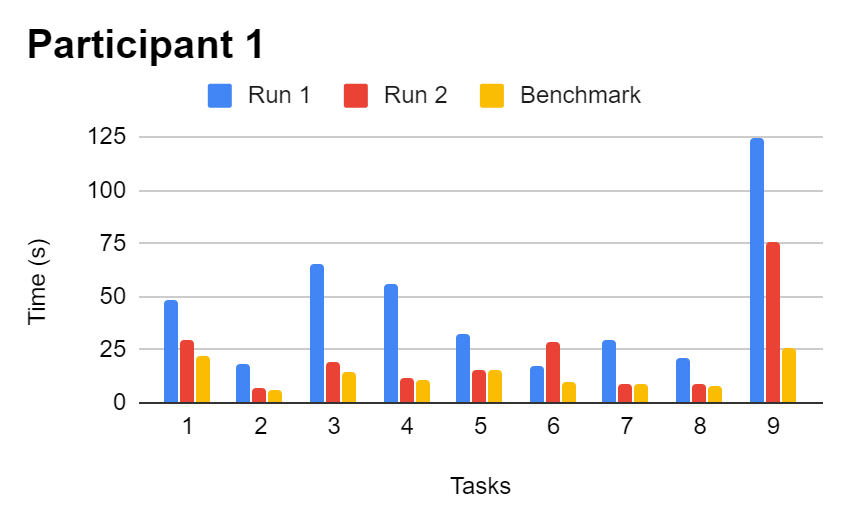 Participant 1
Run 1 Run 2 Benchmark
125
100
75
50
25
0
Time (s)
1 2 3 4 5 6 7 8 9
Tasks